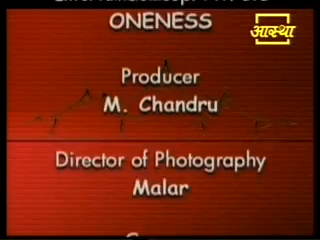 ONENESS
आस्था
Producer
M. Chandru
Director of Photography
Malar